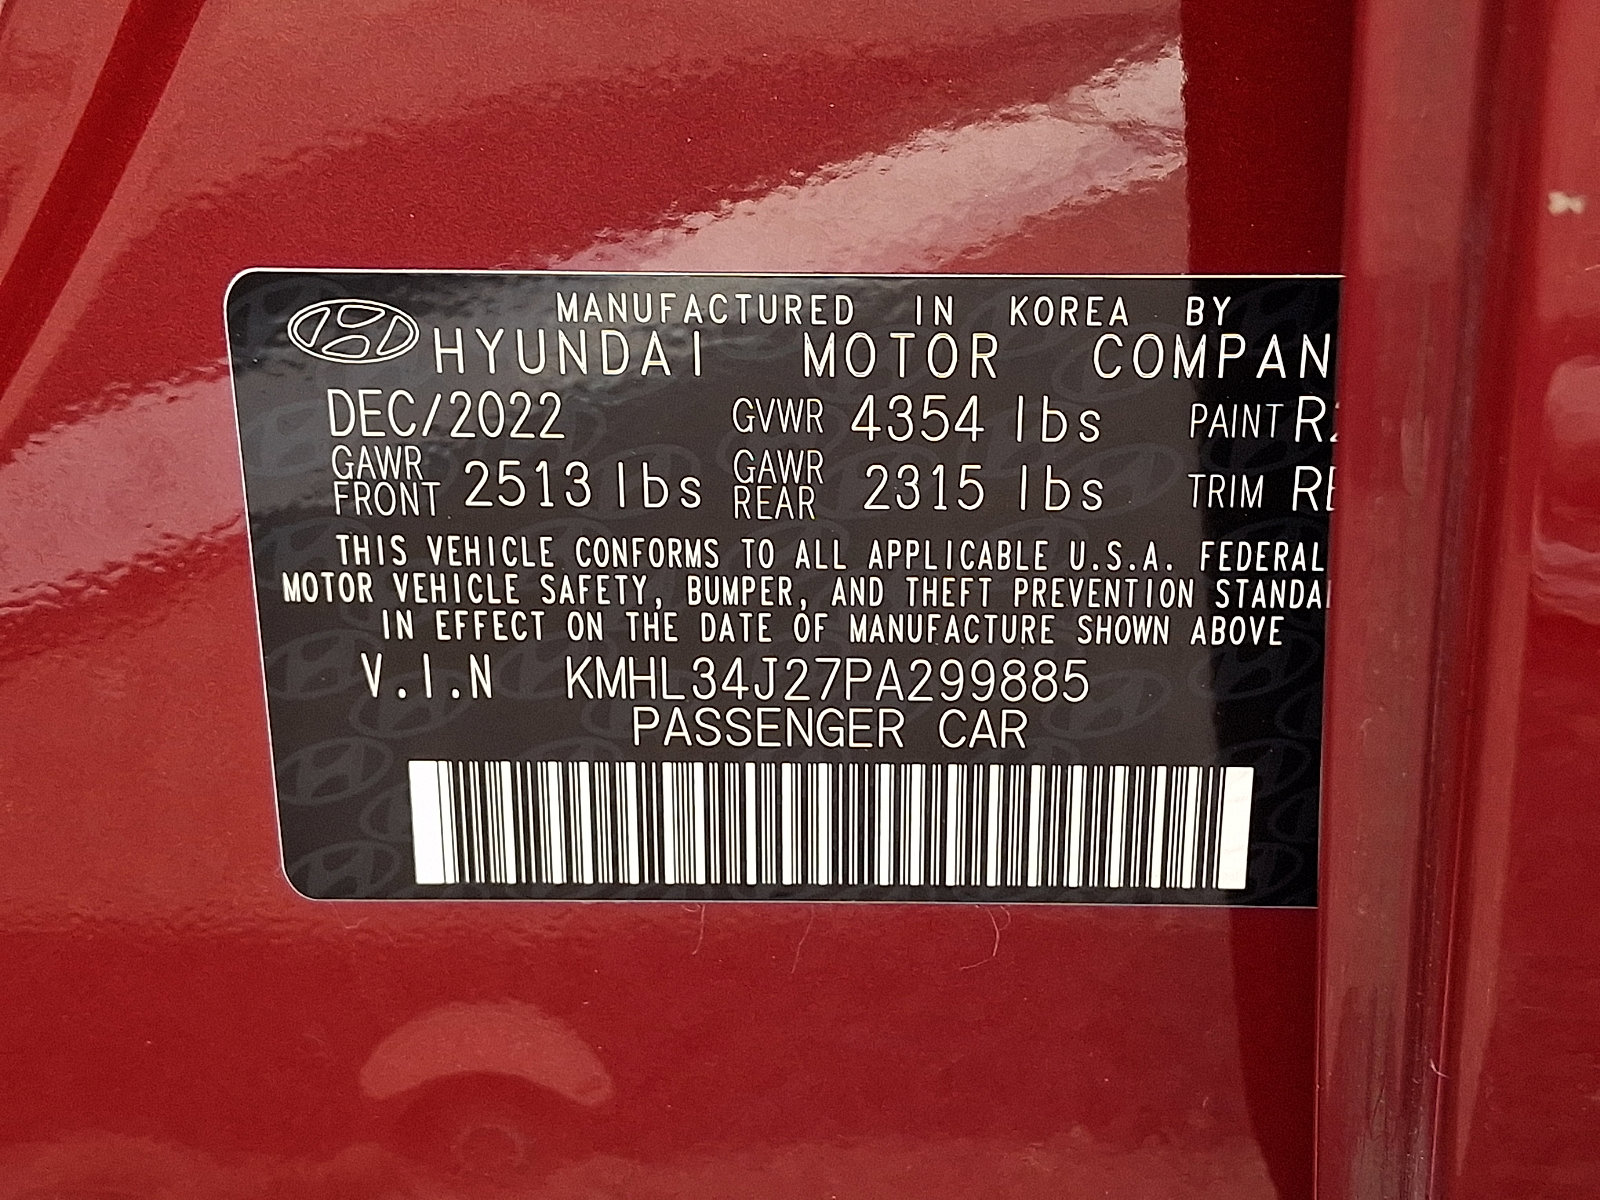 MANUFACTURED IN KOREA BY
HYUNDAI MOTOR COMPAN
DEC/2022 GVWR 4354 lbs PAINT
GAWR FRONT 2513 lbs GAWR REAR 2315 lbs TRIM
THIS VEHICLE CONFORMS TO ALL APPLICABLE U.S.A. FEDERAL
MOTOR VEHICLE SAFETY, BUMPER, AND THEFT PREVENTION STANDA
IN EFFECT ON THE DATE OF MANUFACTURE SHOWN ABOVE
V.I.N KMHL34J27PA299885
PASSENGER CAR